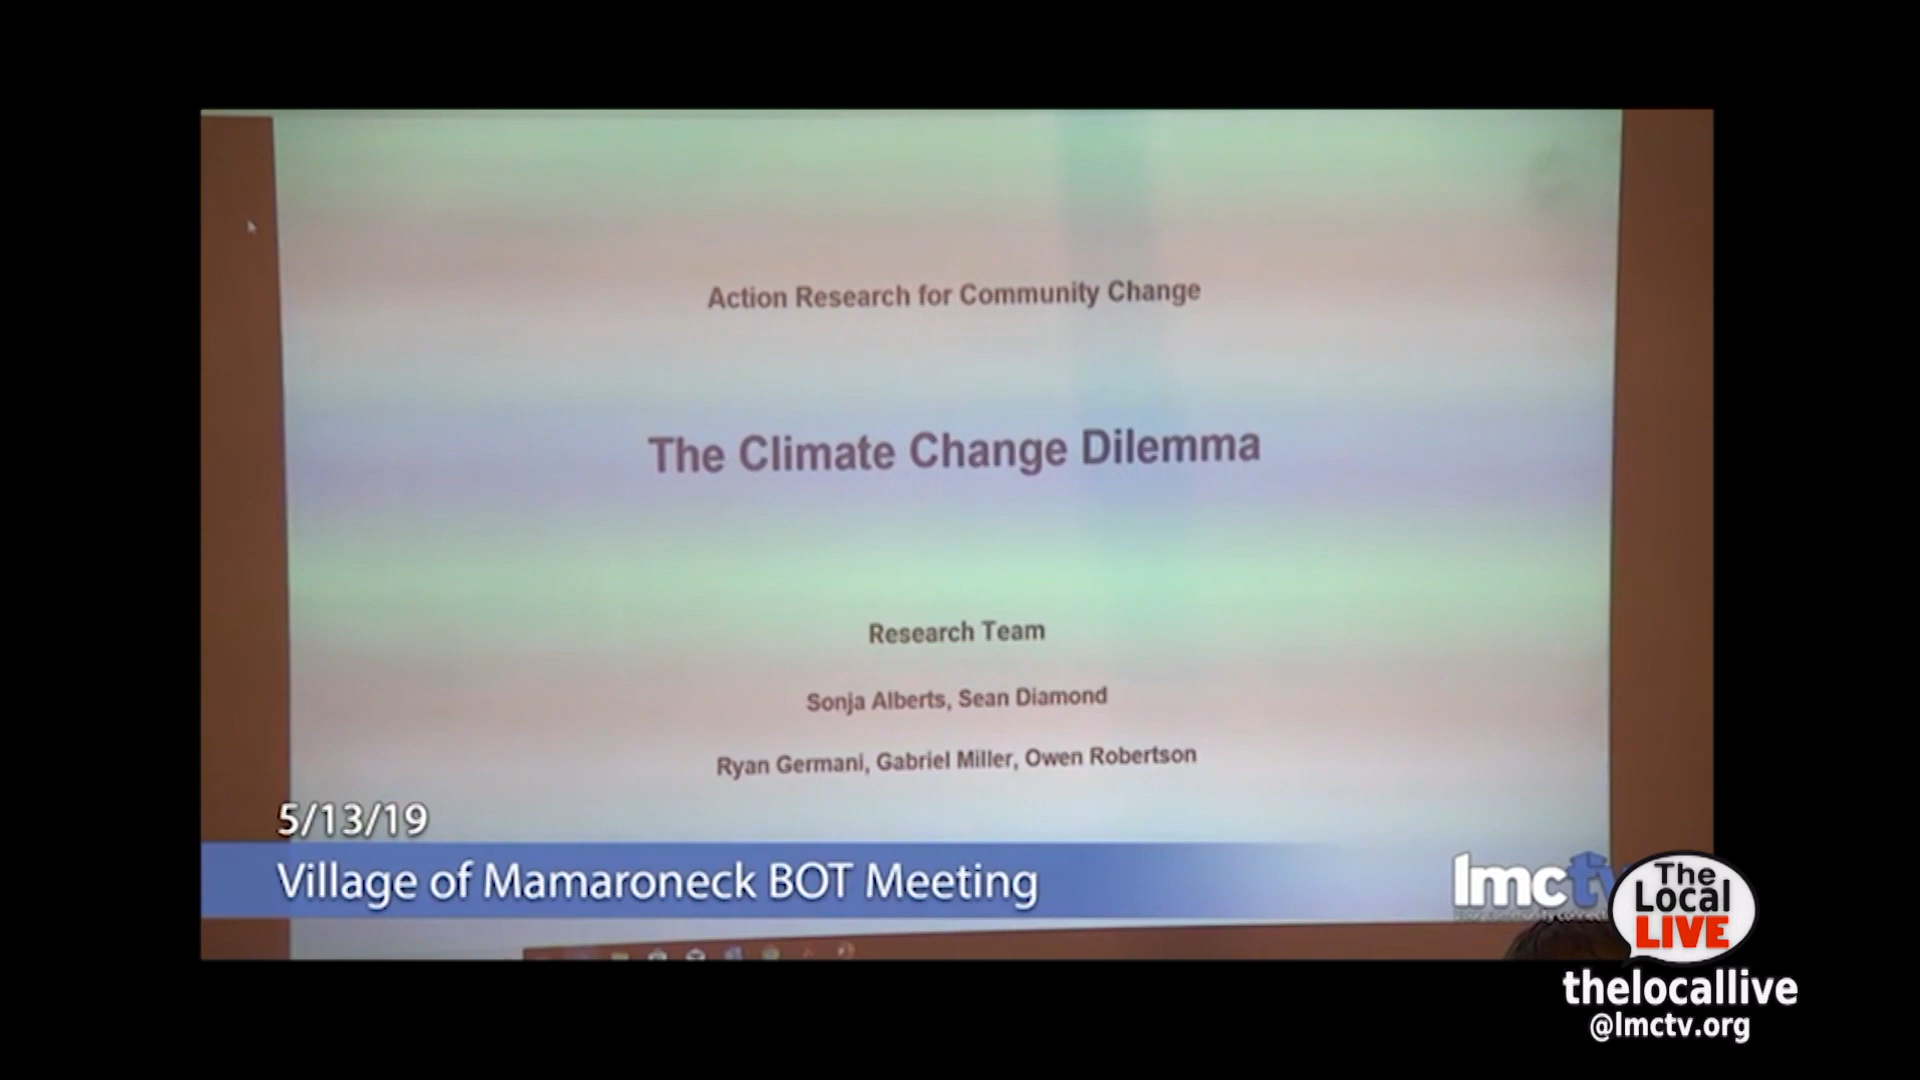 Action Research for Community Change
The Climate Change Dilemma
Research Team
Sonja Alberts, Sean Diamond
Ryan Germani, Gabriel Miller, Owen Robertson
5/13/19
Village of Mamaroneck BOT Meeting
lmctv
The
Local
LIVE
thelocallive
@lmctv.org